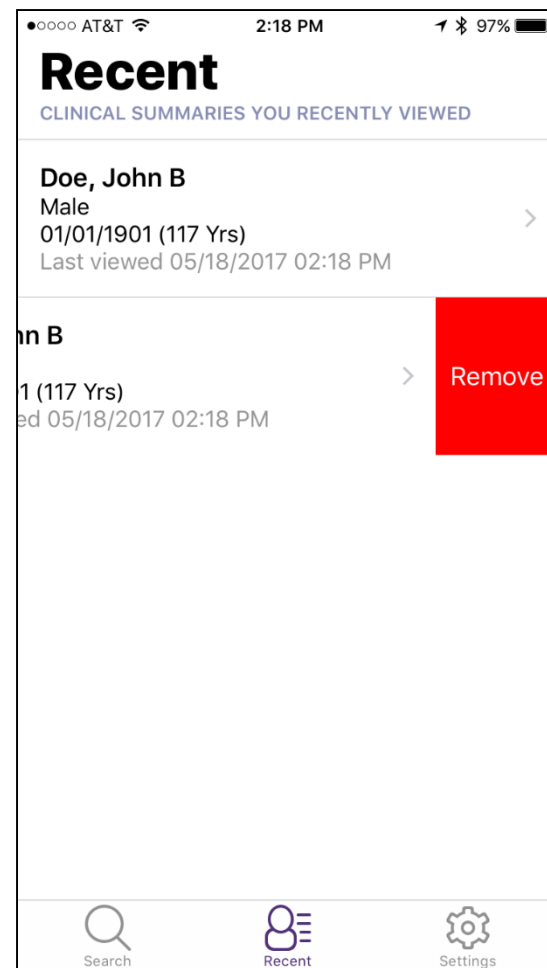 AT&T 2:18 PM 97%
Recent
CLINICAL SUMMARIES YOU RECENTLY VIEWED
Doe, John B
Male
01/01/1901 (117 Yrs)
Last viewed 05/18/2017 02:18 PM
hn B
1 (117 Yrs)
ed 05/18/2017 02:18 PM
Remove
Search Recent Settings